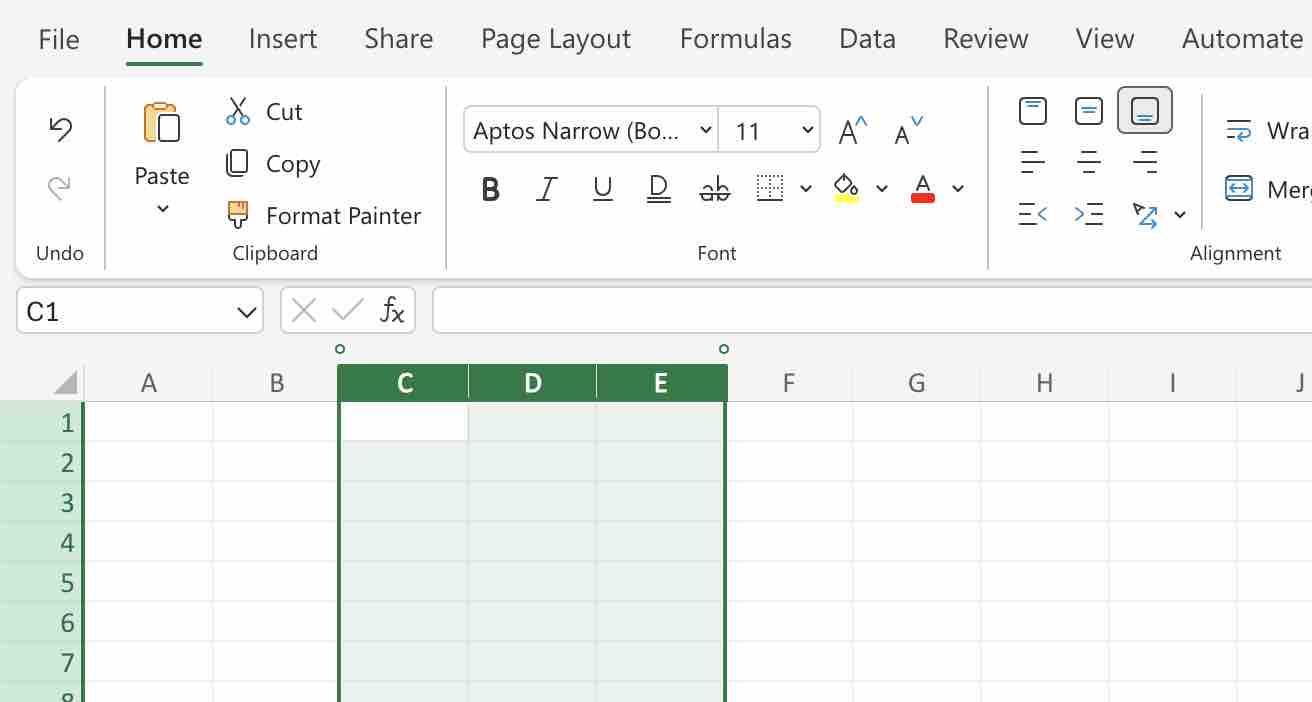 File Home Insert Share Page Layout Formulas Data Review View Automate
Cut
Copy
Paste
Format Painter
Aptos Narrow (Bo... 11
B I U D ab
A
Wra
Merg
Undo Clipboard Font Alignment
C1 fx
A B C D E F G H I J
1
2
3
4
5
6
7
8